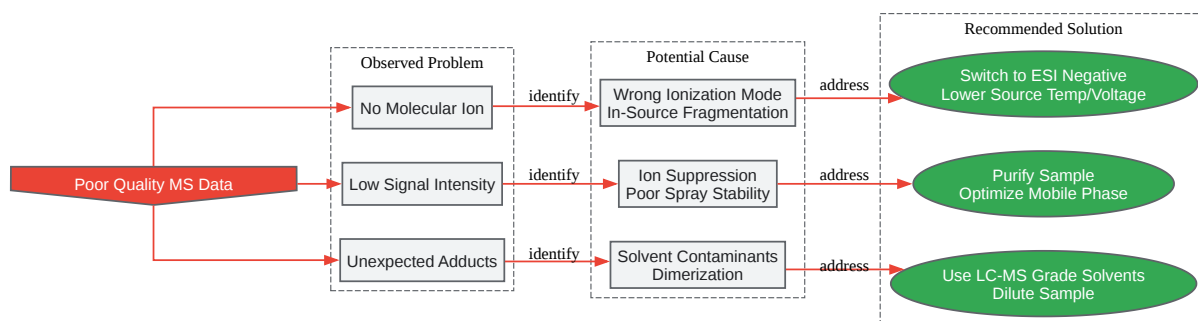 Observed Problem
Potential Cause
Recommended Solution
Poor Quality MS Data
No Molecular Ion
identify
Wrong Ionization Mode
In-Source Fragmentation
address
Switch to ESI Negative
Lower Source Temp/Voltage
Low Signal Intensity
identify
Ion Suppression
Poor Spray Stability
address
Purify Sample
Optimize Mobile Phase
Unexpected Adducts
identify
Solvent Contaminants
Dimerization
address
Use LC-MS Grade Solvents
Dilute Sample